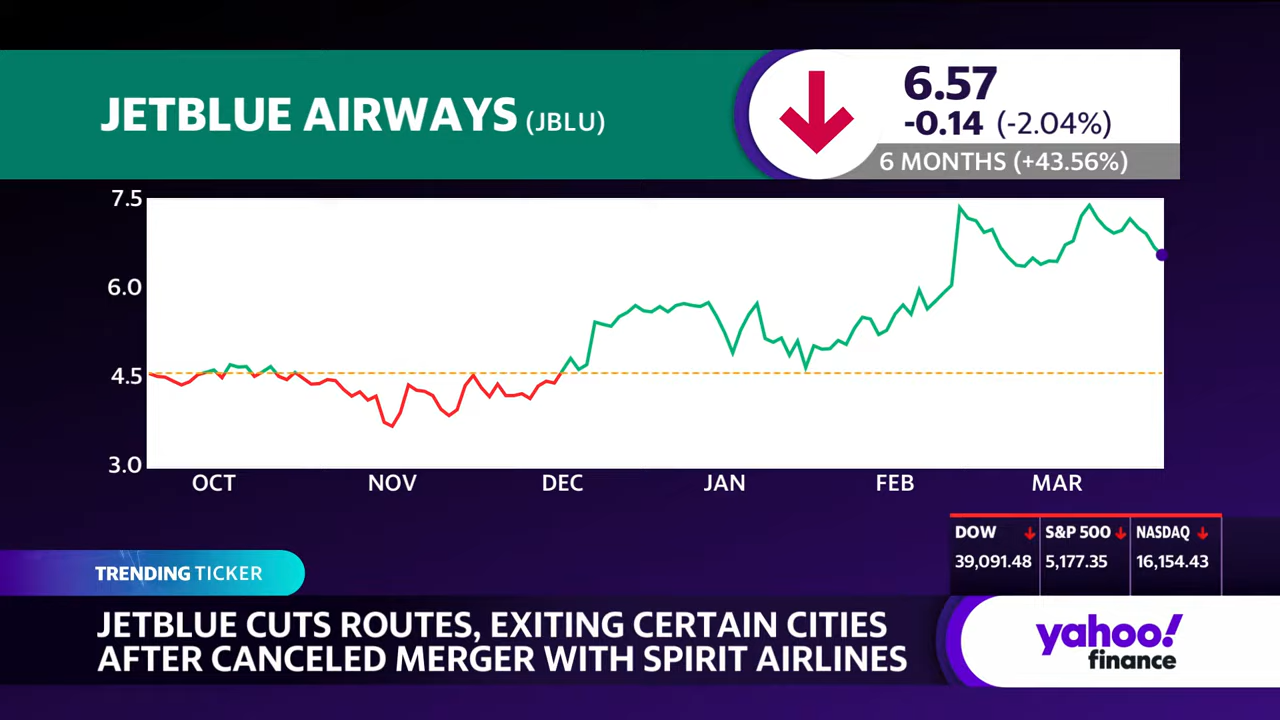 JETBLUE AIRWAYS (JBLU)
6.57
-0.14 (-2.04%)
6 MONTHS (+43.56%)
7.5
6.0
4.5
3.0
OCT NOV DEC JAN FEB MAR
DOW S&P 500 NASDAQ
39,091.48 5,177.35 16,154.43
TRENDING TICKER
JETBLUE CUTS ROUTES, EXITING CERTAIN CITIES
AFTER CANCELED MERGER WITH SPIRIT AIRLINES
yahoo!
finance